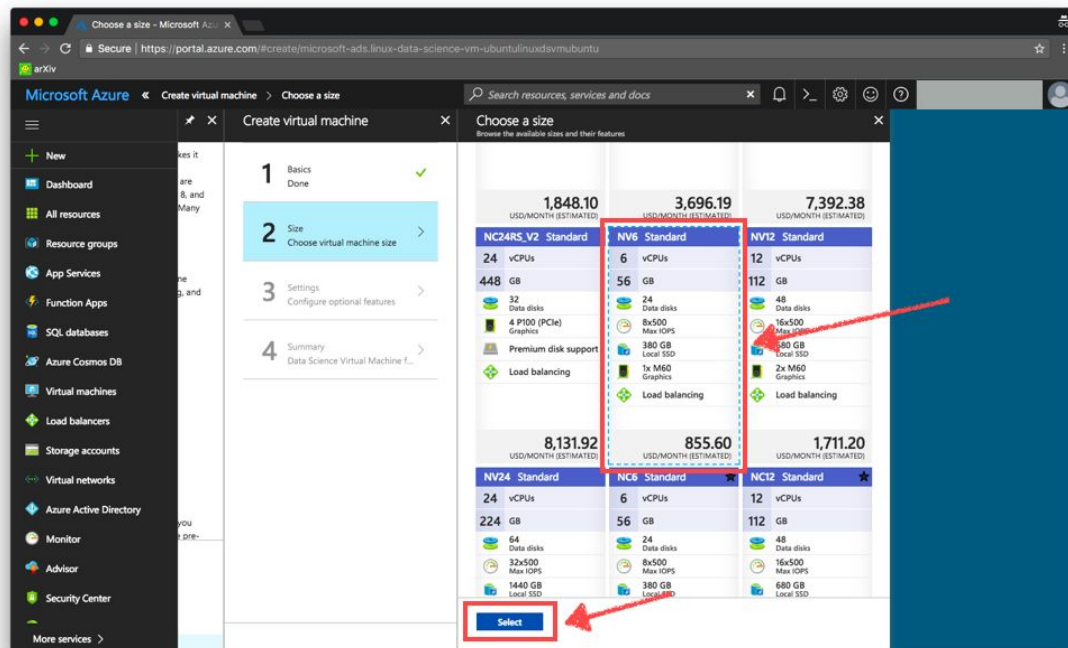 Choose a size - Microsoft Azu
Secure | https://portal.azure.com/#create/microsoft-ads.linux-data-science-vm-ubuntulinuxdsvmubuntu
arXiv
Microsoft Azure « Create virtual machine > Choose a size
Search resources, services and docs
New
Dashboard
All resources
Resource groups
App Services
Function Apps
SQL databases
Azure Cosmos DB
Virtual machines
Load balancers
Storage accounts
Virtual networks
Azure Active Directory
Monitor
Advisor
Security Center
More services >
kes it
are
8, and
Many
ne
g, and
you
e pre-
Create virtual machine
1 Basics
Done
2 Size
Choose virtual machine size
3 Settings
Configure optional features
4 Summary
Data Science Virtual Machine f...
Choose a size
Browse the available sizes and their features
1,848.10
USD/MONTH (ESTIMATED)
3,696.19
USD/MONTH (ESTIMATED)
7,392.38
USD/MONTH (ESTIMATED)
NC24RS_V2 Standard
24 vCPUs
448 GB
32
Data disks
4 P100 (PCIe)
Graphics
Premium disk support
Load balancing
8,131.92
USD/MONTH (ESTIMATED)
NV6 Standard
6 vCPUs
56 GB
24
Data disks
8x500
Max IOPS
380 GB
Local SSD
1x M60
Graphics
Load balancing
855.60
USD/MONTH (ESTIMATED)
NV12 Standard
12 vCPUs
112 GB
48
Data disks
16x500
Max IOPS
680 GB
Local SSD
2x M60
Graphics
Load balancing
1,711.20
USD/MONTH (ESTIMATED)
NV24 Standard
24 vCPUs
224 GB
64
Data disks
32x500
Max IOPS
1440 GB
Local SSD
NC6 Standard
6 vCPUs
56 GB
24
Data disks
8x500
Max IOPS
380 GB
Local SSD
NC12 Standard
12 vCPUs
112 GB
48
Data disks
16x500
Max IOPS
680 GB
Local SSD
Select